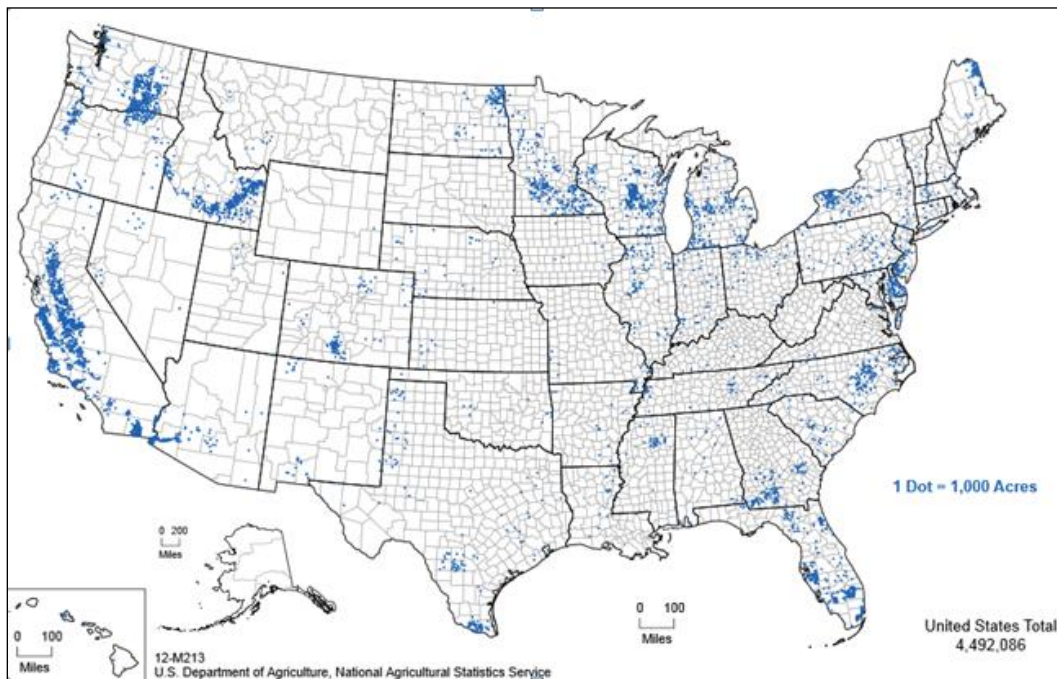 1 Dot = 1,000 Acres
0 200
Miles
0 100
Miles
0 100
Miles
United States Total
4,492,086
12-M213
U.S. Department of Agriculture, National Agricultural Statistics Service